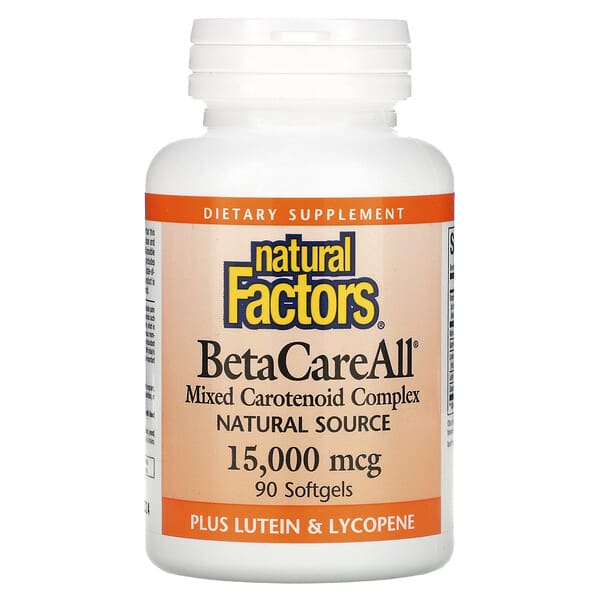 DIETARY SUPPLEMENT
natural
Factors®
BetaCareAll®
Mixed Carotenoid Complex
NATURAL SOURCE
15,000 mcg
90 Softgels
PLUS LUTEIN & LYCOPENE